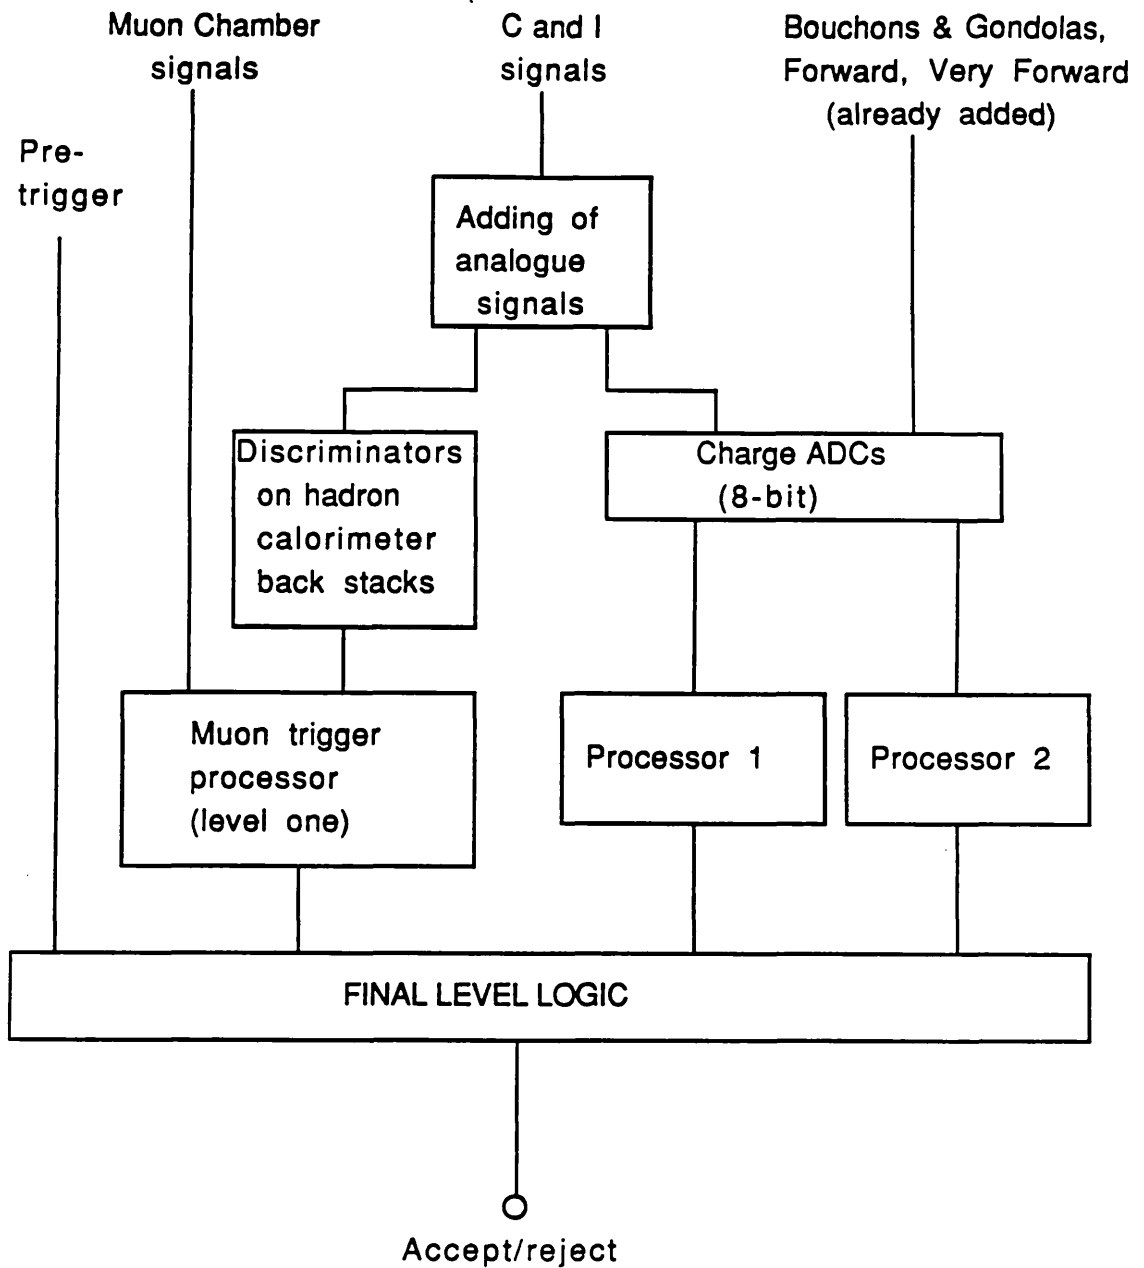 Muon Chamber
signals
C and I
signals
Bouchons & Gondolas,
Forward, Very Forward
(already added)
Pre-
trigger
Adding of
analogue
signals
Discriminators
on hadron
calorimeter
back stacks
Charge ADCs
(8-bit)
Muon trigger
processor
(level one)
Processor 1
Processor 2
FINAL LEVEL LOGIC
Accept/reject